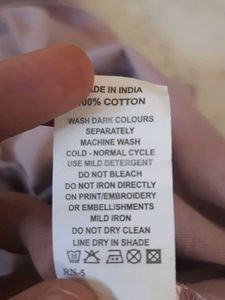 MADE IN INDIA
100% COTTON
WASH DARK COLOURS
SEPARATELY
MACHINE WASH
COLD - NORMAL CYCLE
USE MILD DETERGENT
DO NOT BLEACH
DO NOT IRON DIRECTLY
ON PRINT/EMBROIDERY
OR EMBELLISHMENTS
MILD IRON
DO NOT DRY CLEAN
LINE DRY IN SHADE
RN-5